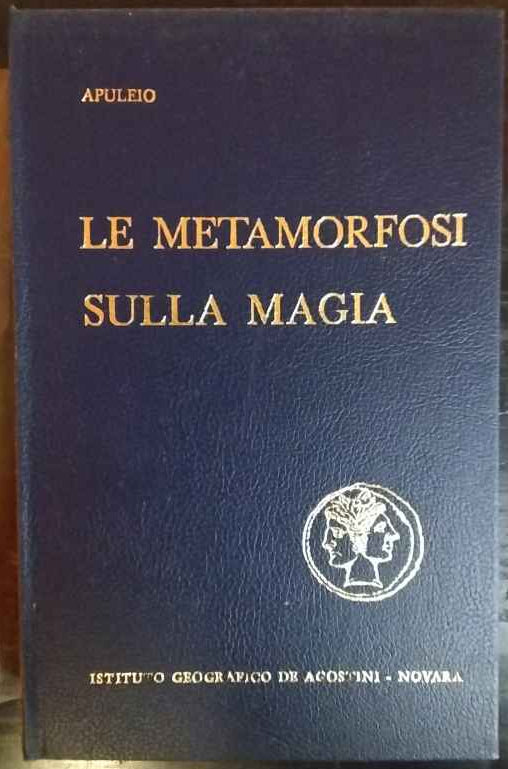 APULEIO
LE METAMORFOSI
SULLA MAGIA
ISTITUTO GEOGRAFICO DE AGOSTINI - NOVARA